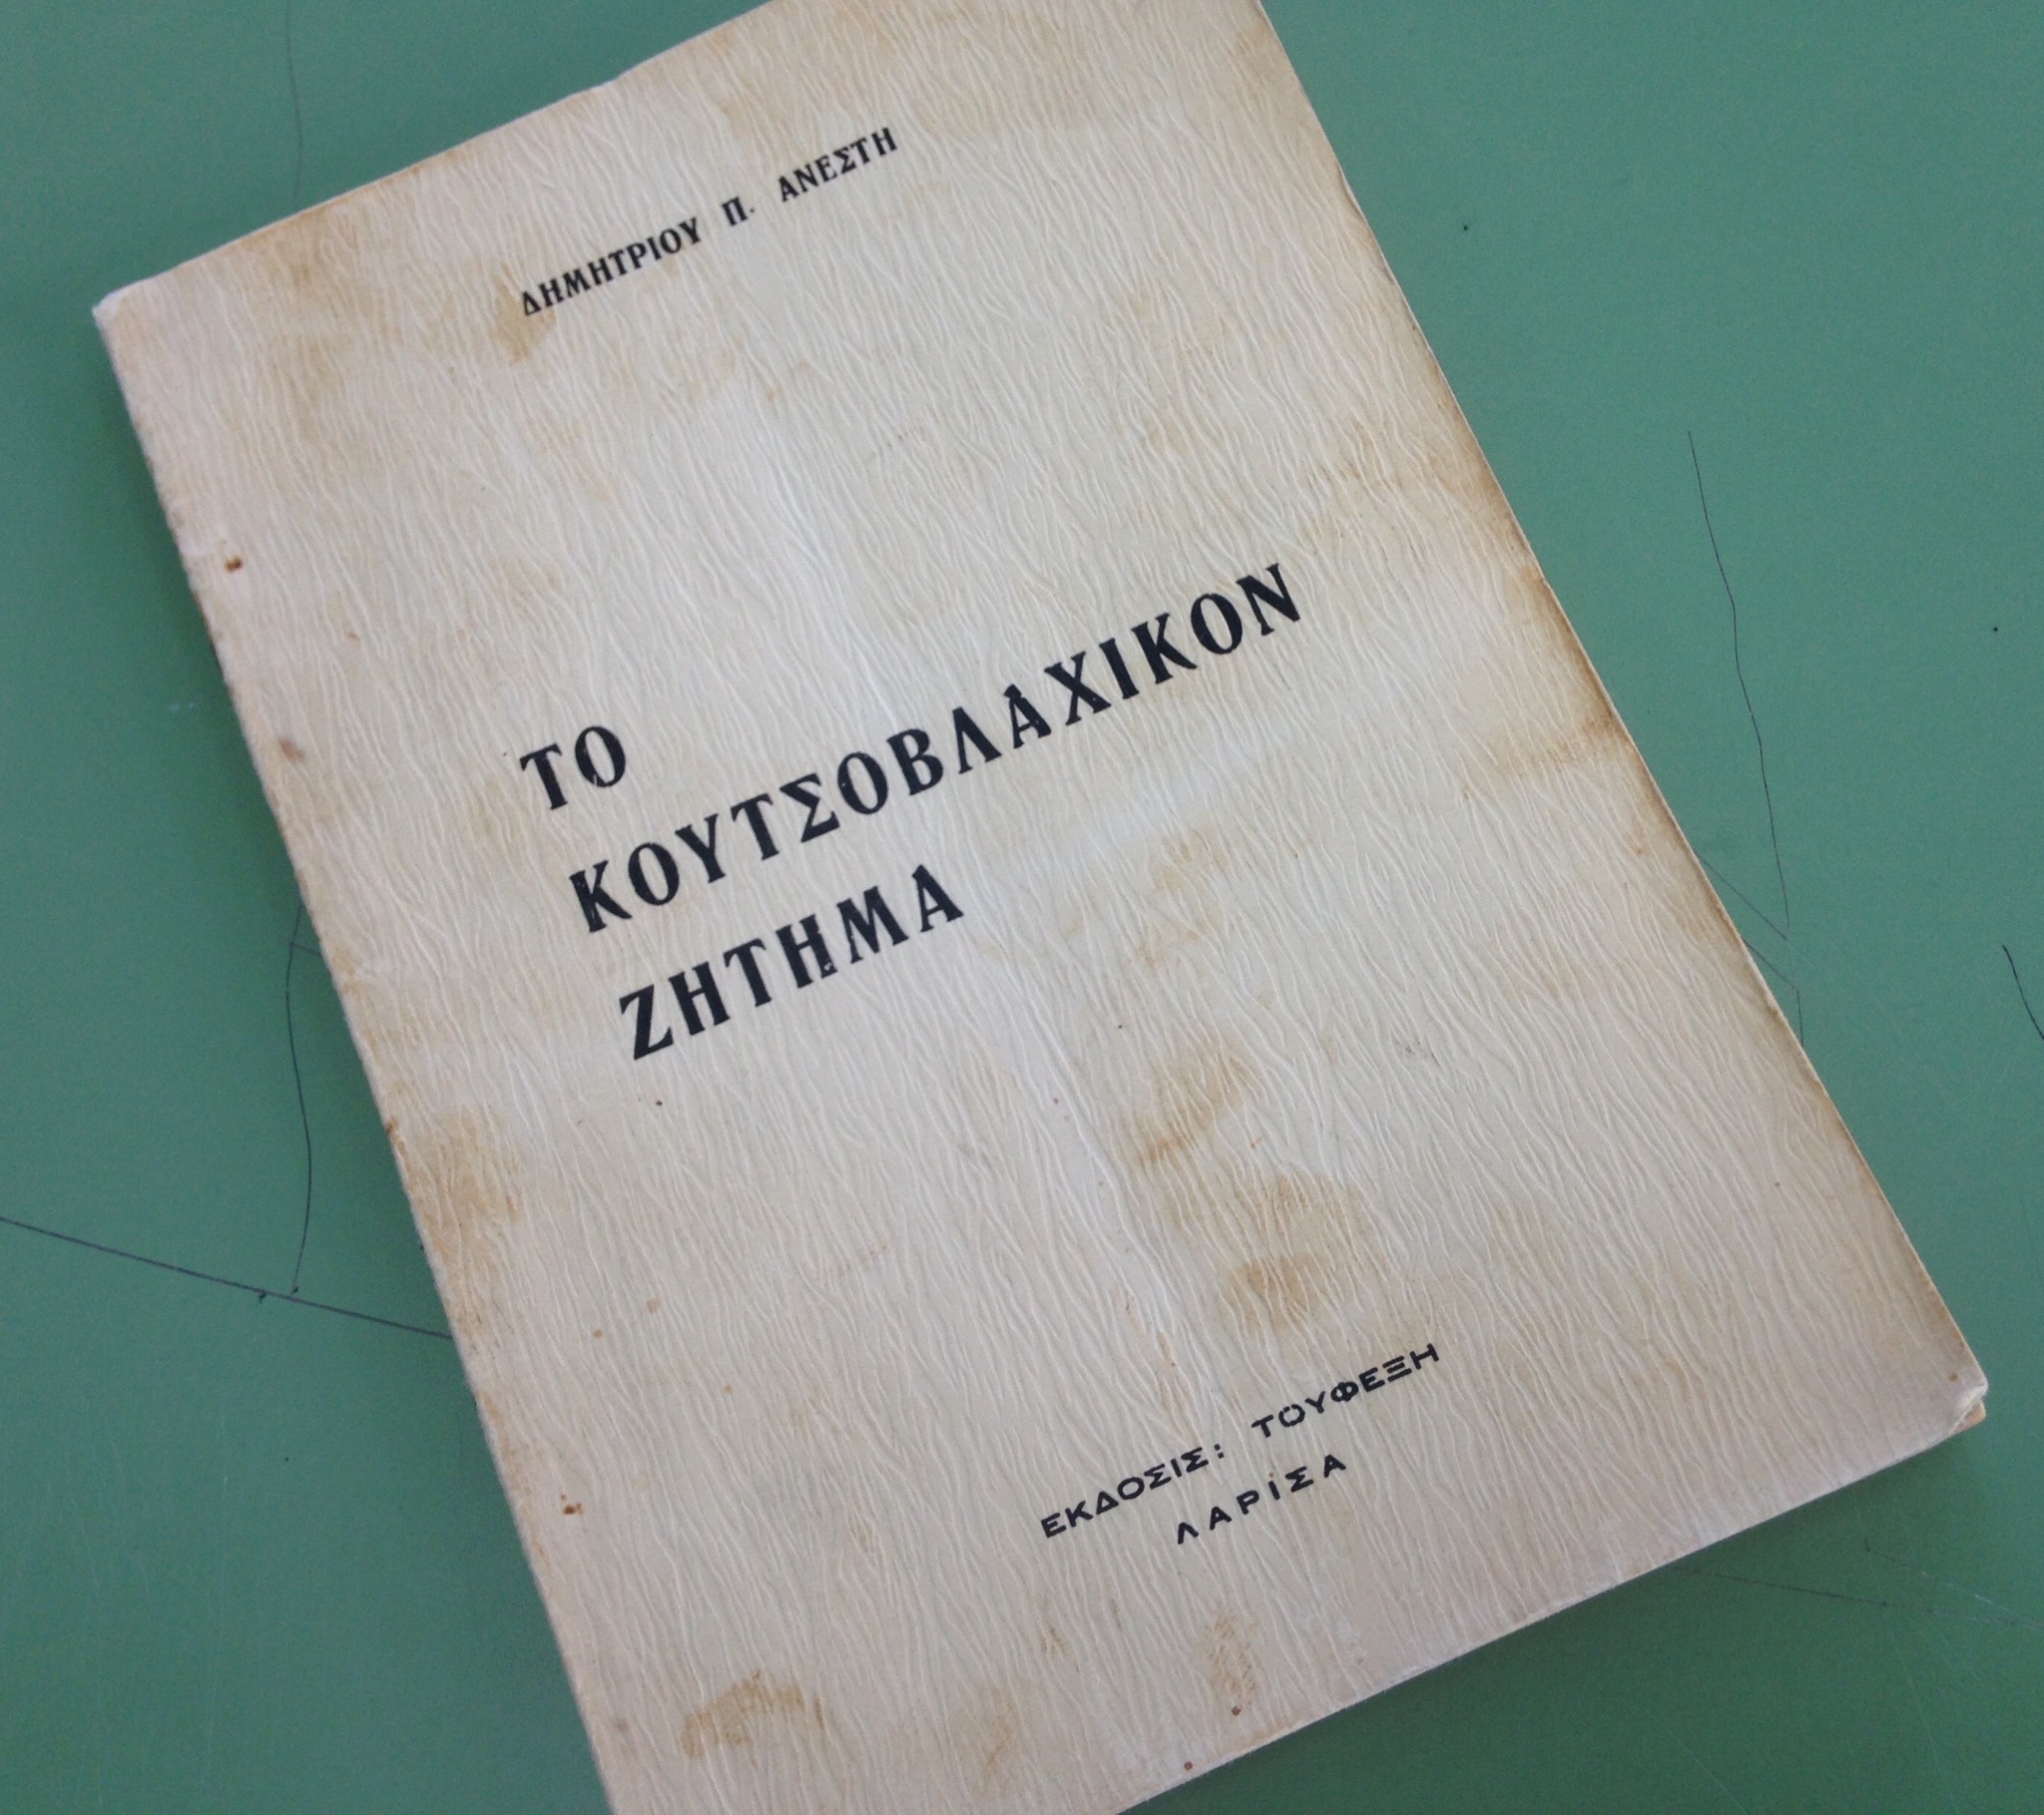 ΔΗΜΗΤΡΙΟΥ Π. ΑΝΕΣΤΗ
ΤΟ
ΚΟΥΤΣΟΒΛΑΧΙΚΟΝ
ΖΗΤΗΜΑ
ΕΚΔΟΣΙΣ: ΤΟΥΦΕΞΗ
ΛΑΡΙΣΑ